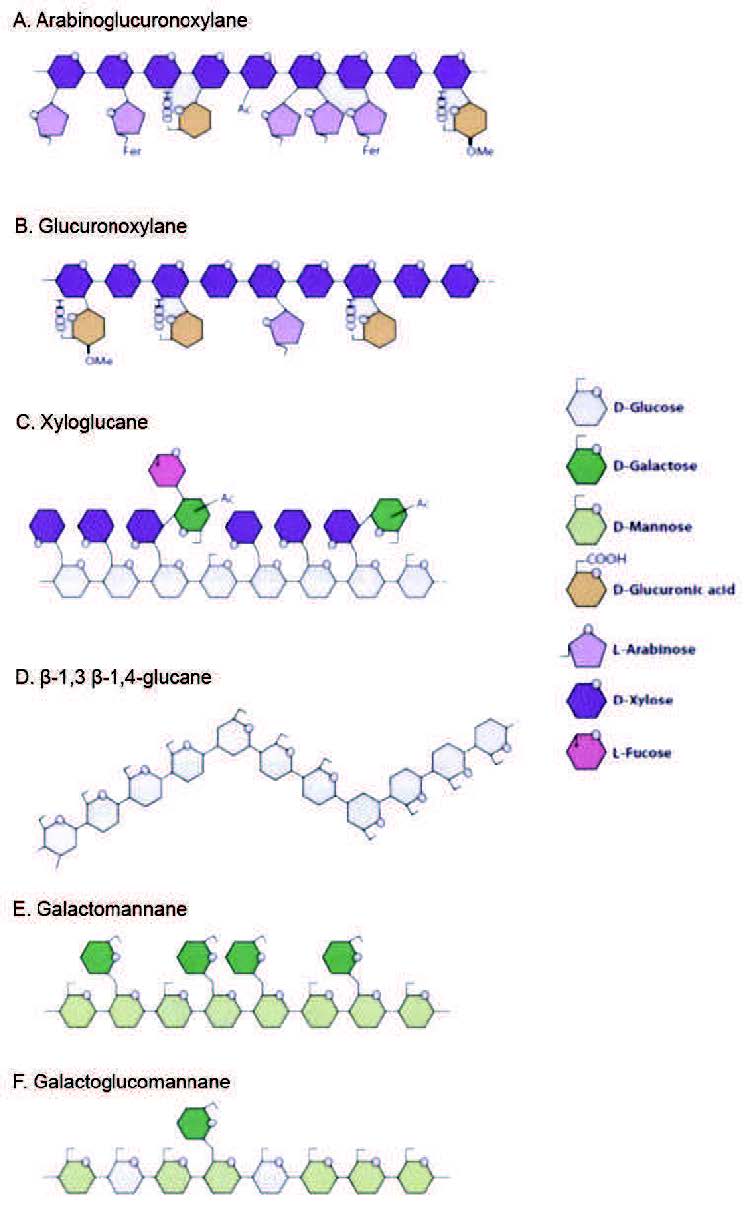 A. Arabinoglucuronoxylane
Ac
Fer
Fer
OMe
B. Glucuronoxylane
OMe
C. Xyloglucane
Ac
Ac
D-Glucose
D-Galactose
D-Mannose
COOH
D-Glucuronic acid
L-Arabinose
D-Xylose
L-Fucose
D. β-1,3 β-1,4-glucane
E. Galactomannane
F. Galactoglucomannane